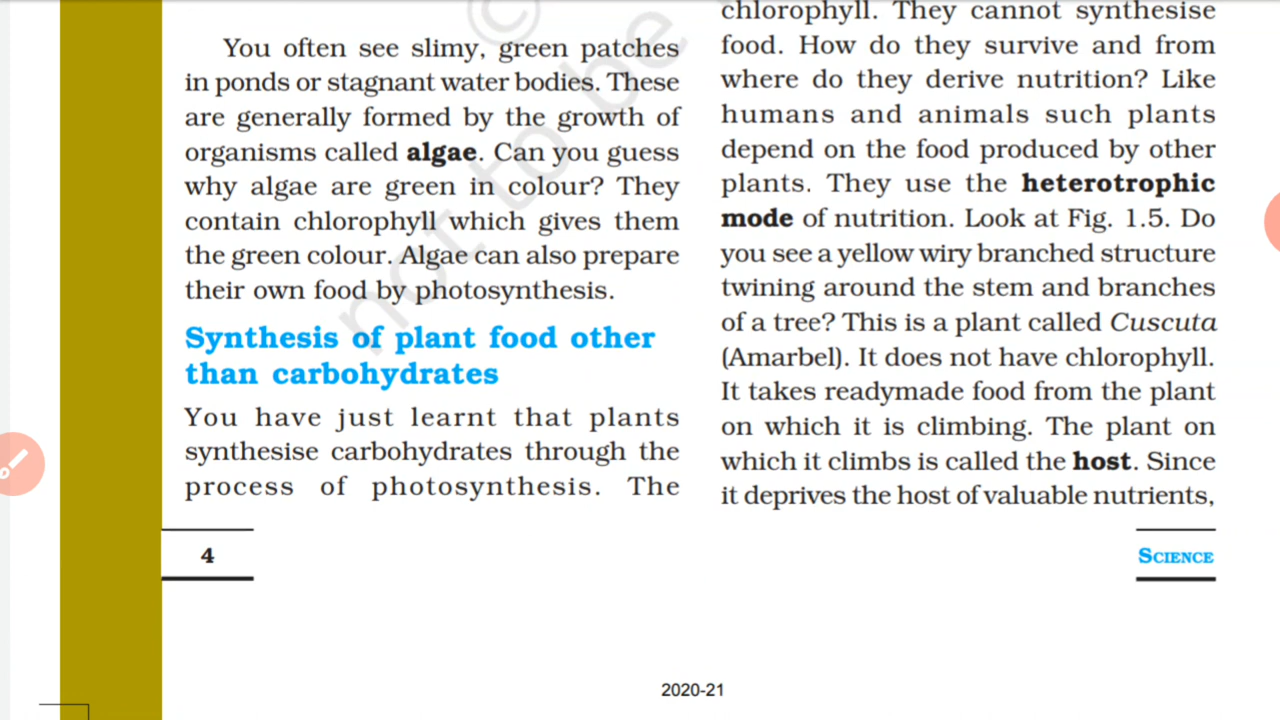 You often see slimy, green patches
in ponds or stagnant water bodies. These
are generally formed by the growth of
organisms called algae. Can you guess
why algae are green in colour? They
contain chlorophyll which gives them
the green colour. Algae can also prepare
their own food by photosynthesis.
Synthesis of plant food other
than carbohydrates
You have just learnt that plants
synthesise carbohydrates through the
process of photosynthesis. The
chlorophyll. They cannot synthesise
food. How do they survive and from
where do they derive nutrition? Like
humans and animals such plants
depend on the food produced by other
plants. They use the heterotrophic
mode of nutrition. Look at Fig. 1.5. Do
you see a yellow wiry branched structure
twining around the stem and branches
of a tree? This is a plant called Cuscuta
(Amarbel). It does not have chlorophyll.
It takes readymade food from the plant
on which it is climbing. The plant on
which it climbs is called the host. Since
it deprives the host of valuable nutrients,
4
SCIENCE
2020-21
©
not to be